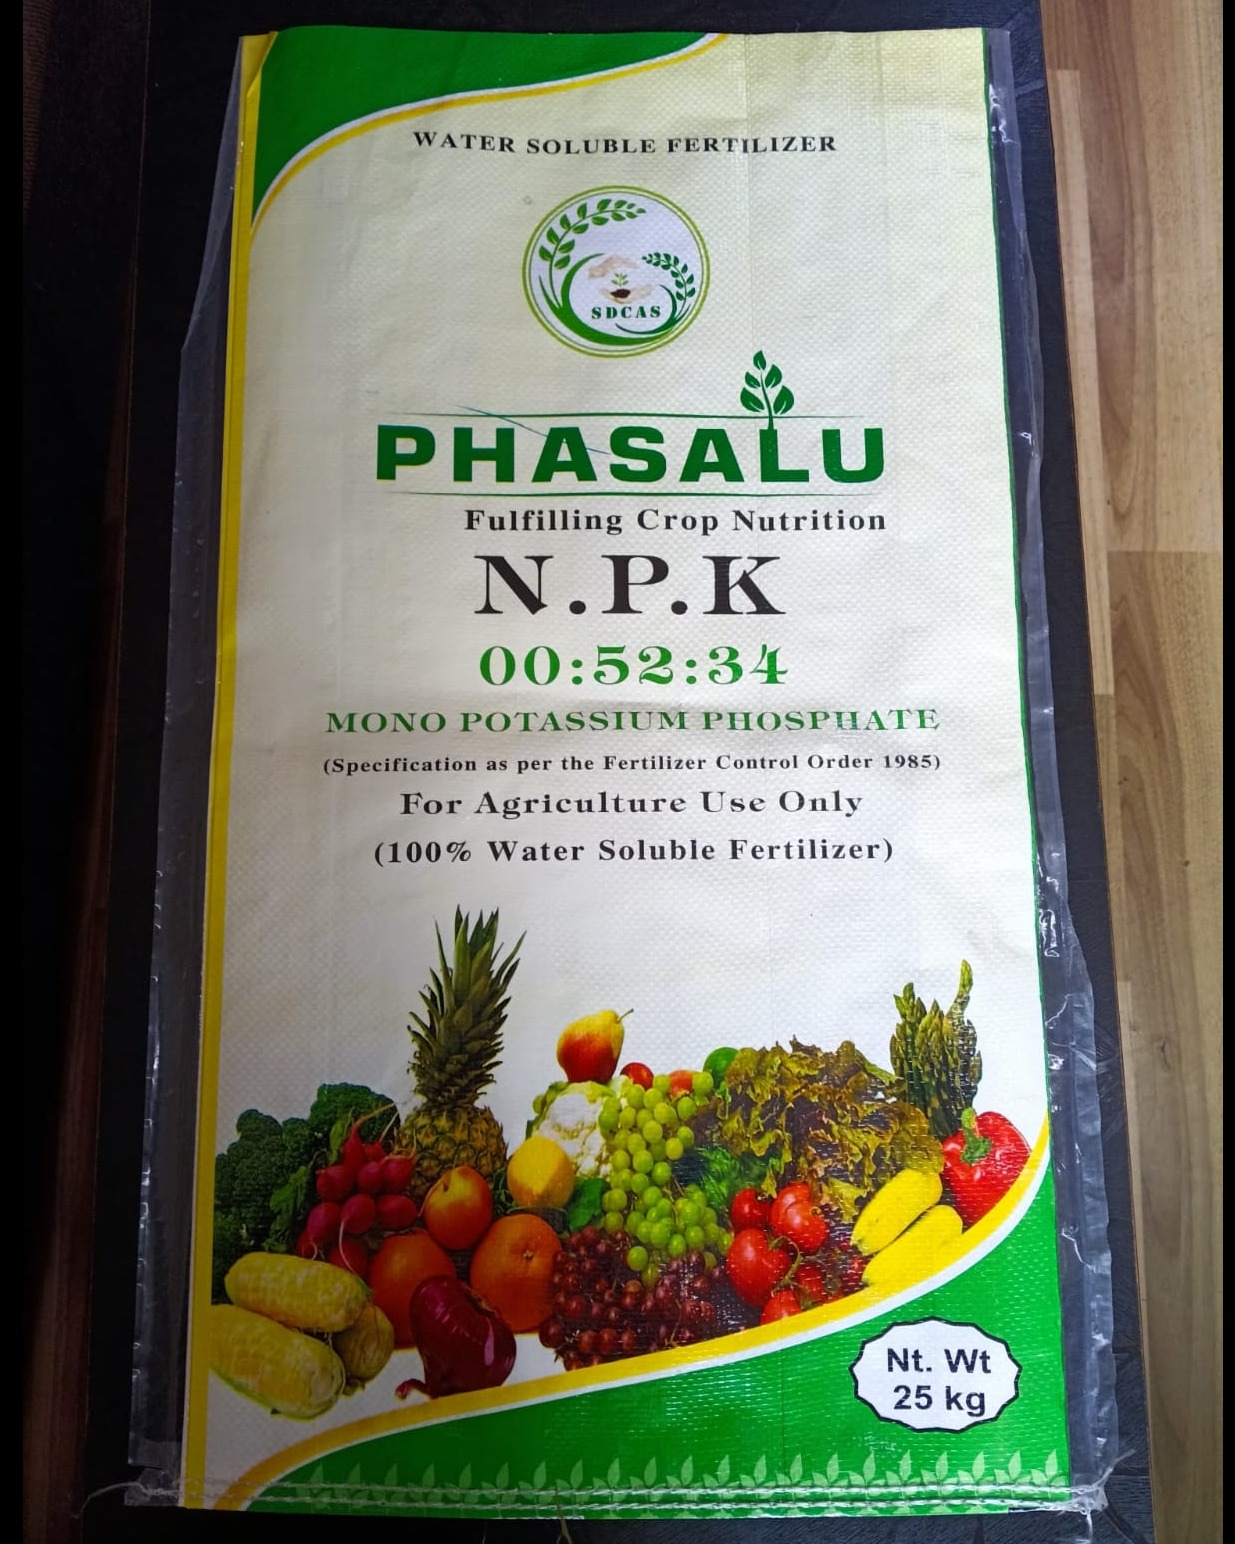 WATER SOLUBLE FERTILIZER
SDCAS
PHASALU
Fulfilling Crop Nutrition
N.P.K
00:52:34
MONO POTASSIUM PHOSPHATE
(Specification as per the Fertilizer Control Order 1985)
For Agriculture Use Only
(100% Water Soluble Fertilizer)
Nt. Wt
25 kg